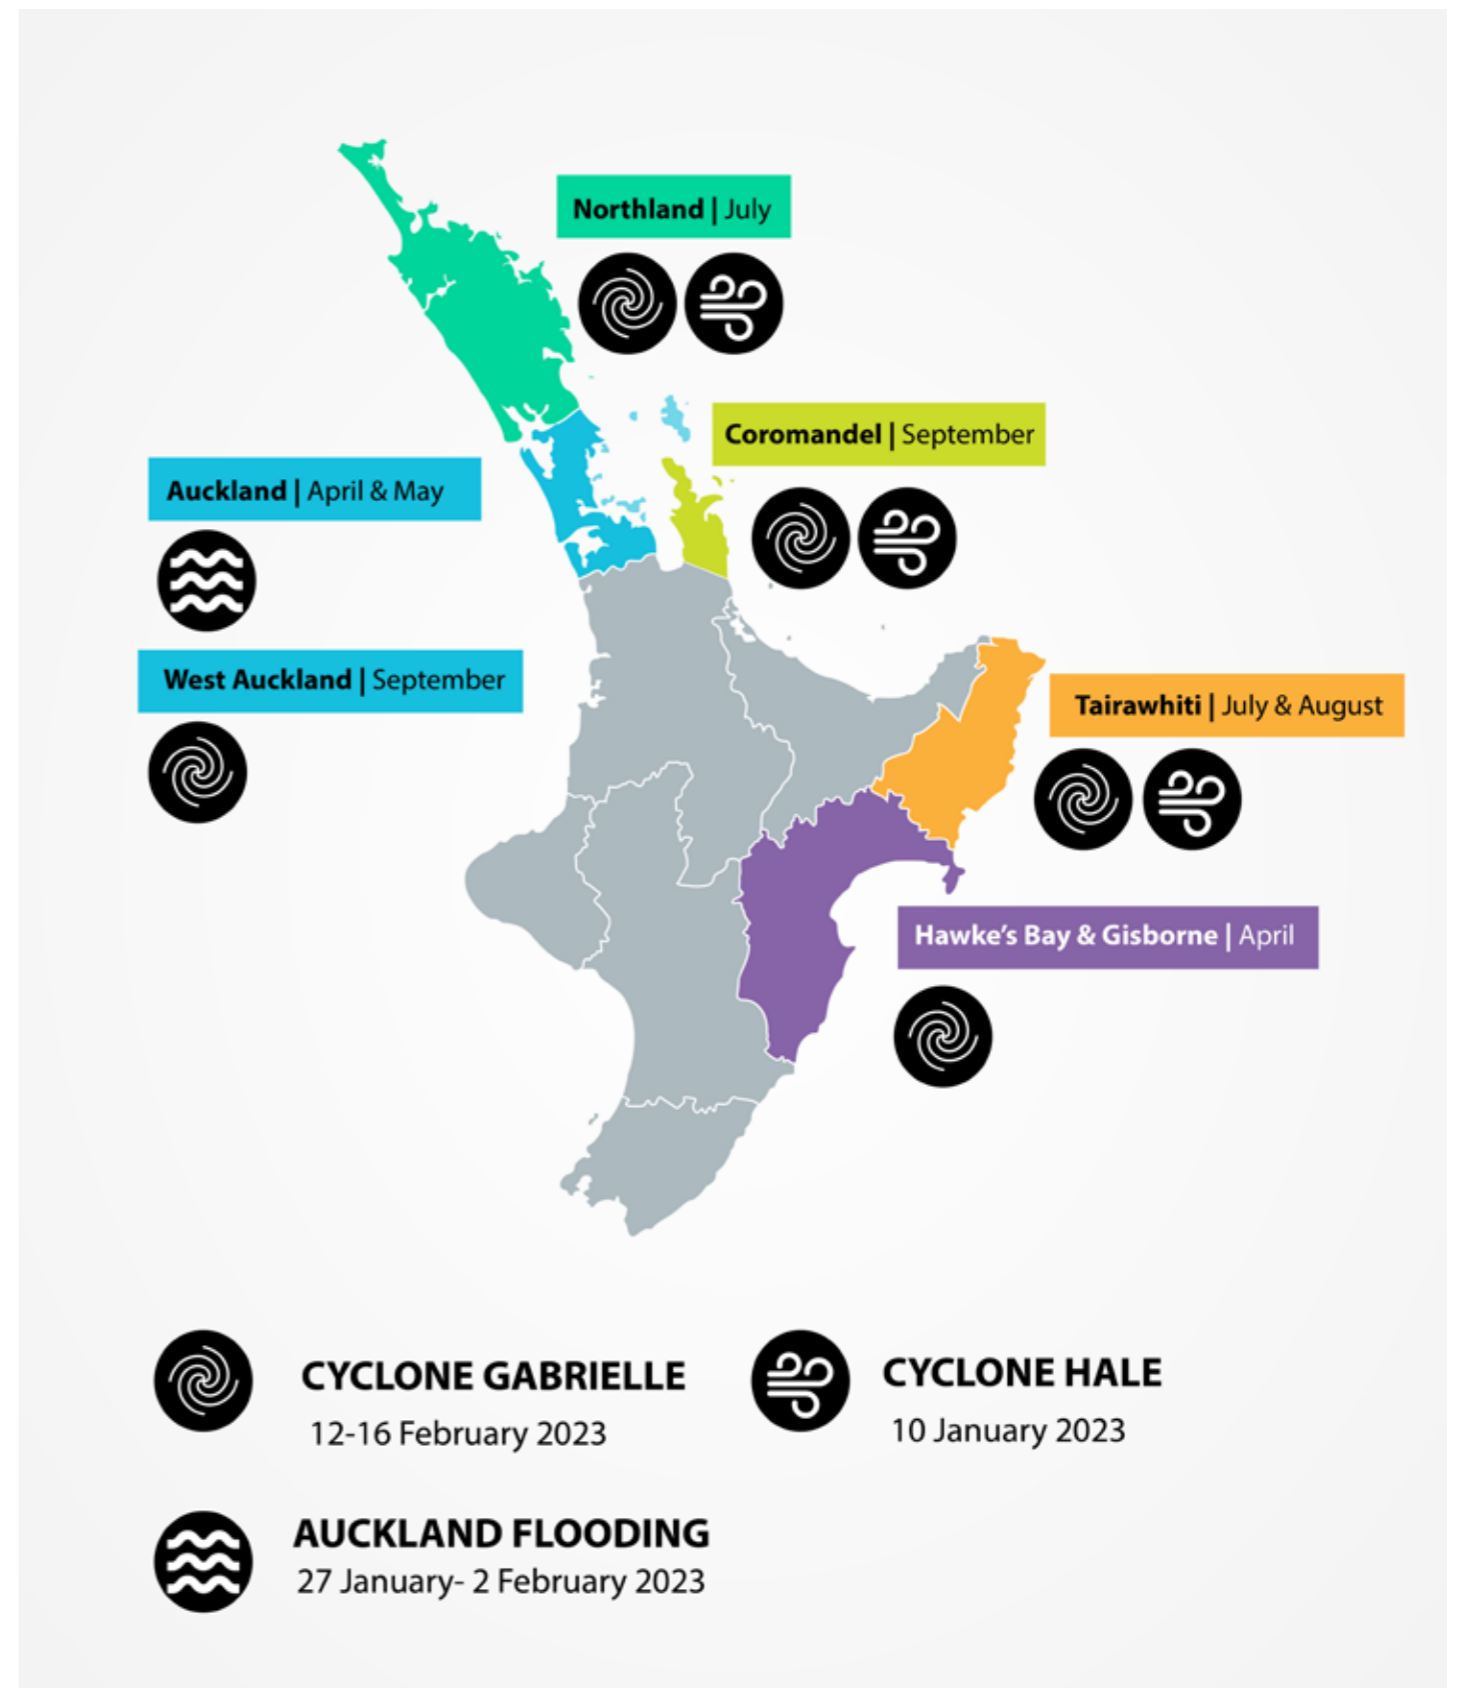 Northland | July
Coromandel | September
Auckland | April & May
West Auckland | September
Tairawhiti | July & August
Hawke's Bay & Gisborne | April
CYCLONE GABRIELLE
12-16 February 2023
CYCLONE HALE
10 January 2023
AUCKLAND FLOODING
27 January- 2 February 2023